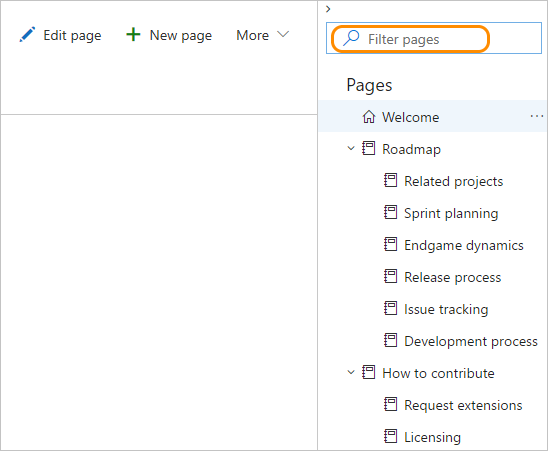 Edit page
New page
More
Filter pages
Pages
Welcome
Roadmap
Related projects
Sprint planning
Endgame dynamics
Release process
Issue tracking
Development process
How to contribute
Request extensions
Licensing